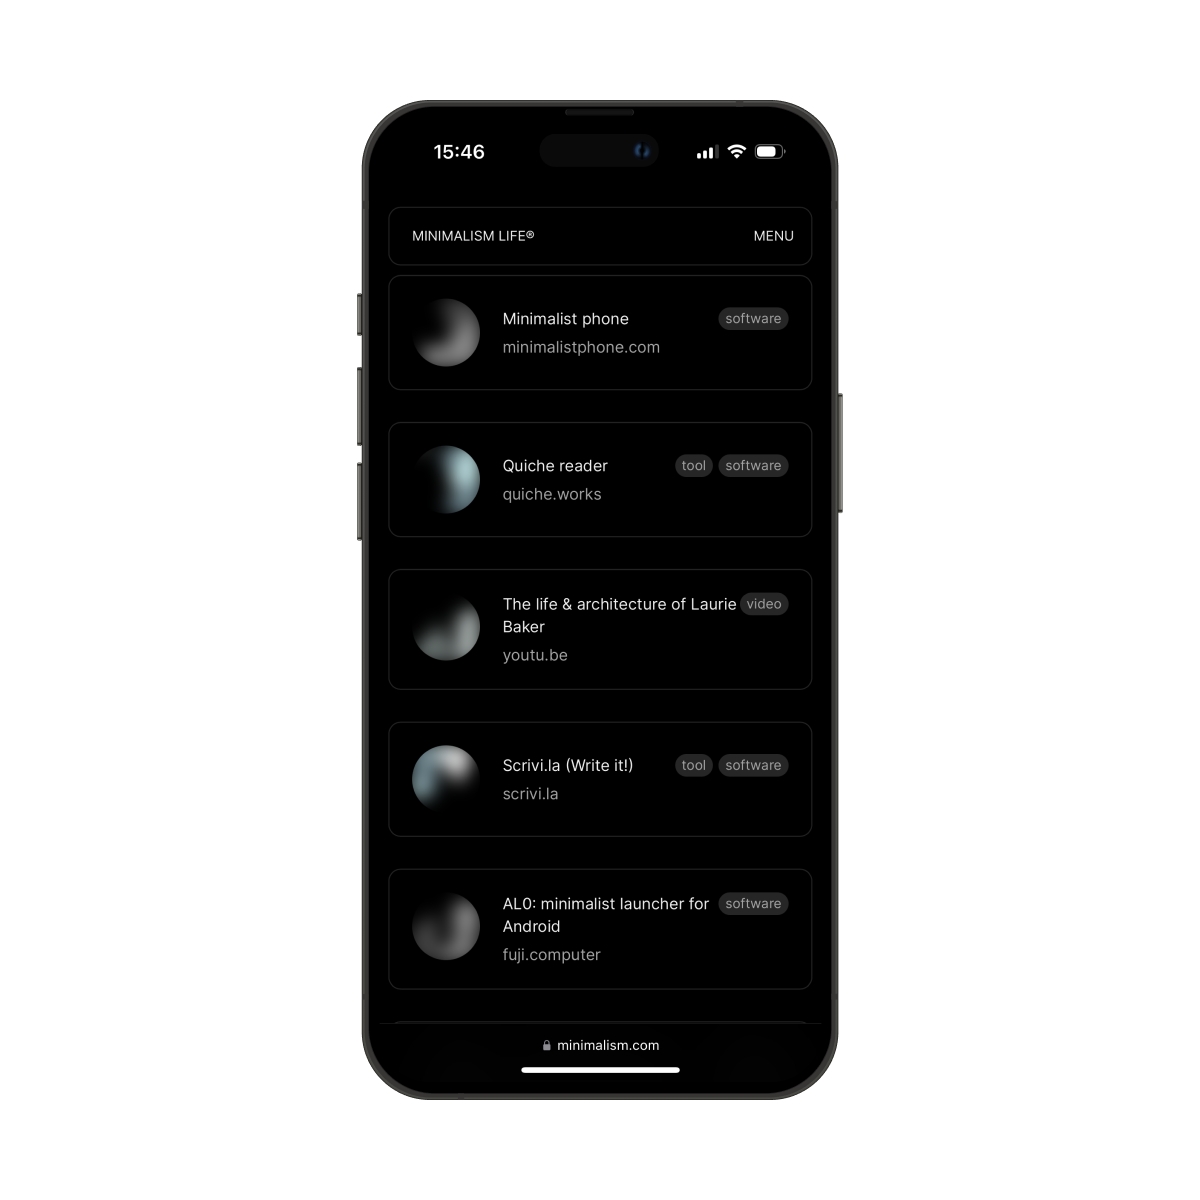 15:46
MINIMALISM LIFE® MENU
Minimalist phone software
minimalistphone.com
Quiche reader tool software
quiche.works
The life & architecture of Laurie video
Baker
youtu.be
Scrivi.la (Write it!) tool software
scrivi.la
AL0: minimalist launcher for software
Android
fuji.computer
minimalism.com